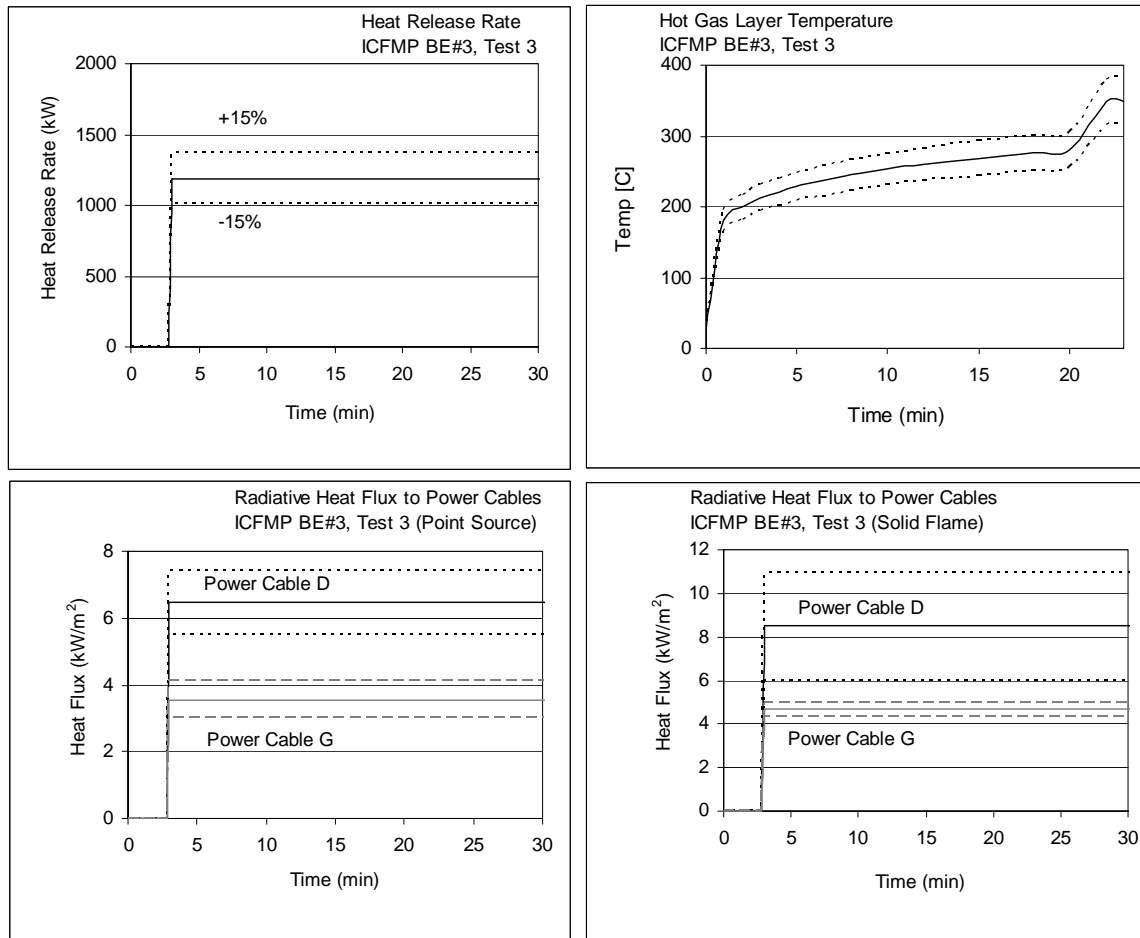 Heat Release Rate
ICFMP BE#3, Test 3
2000
1500
1000
500
0
+15%
-15%
Heat Release Rate (kW)
0 5 10 15 20 25 30
Time (min)
Hot Gas Layer Temperature
ICFMP BE#3, Test 3
400
300
200
100
0
Temp [C]
0 5 10 15 20
Time (min)
Radiative Heat Flux to Power Cables
ICFMP BE#3, Test 3 (Point Source)
8
6
4
2
0
Power Cable D
Power Cable G
Heat Flux (kW/m²)
0 5 10 15 20 25 30
Time (min)
Radiative Heat Flux to Power Cables
ICFMP BE#3, Test 3 (Solid Flame)
12
10
8
6
4
2
0
Power Cable D
Power Cable G
Heat Flux (kW/m²)
0 5 10 15 20 25 30
Time (min)